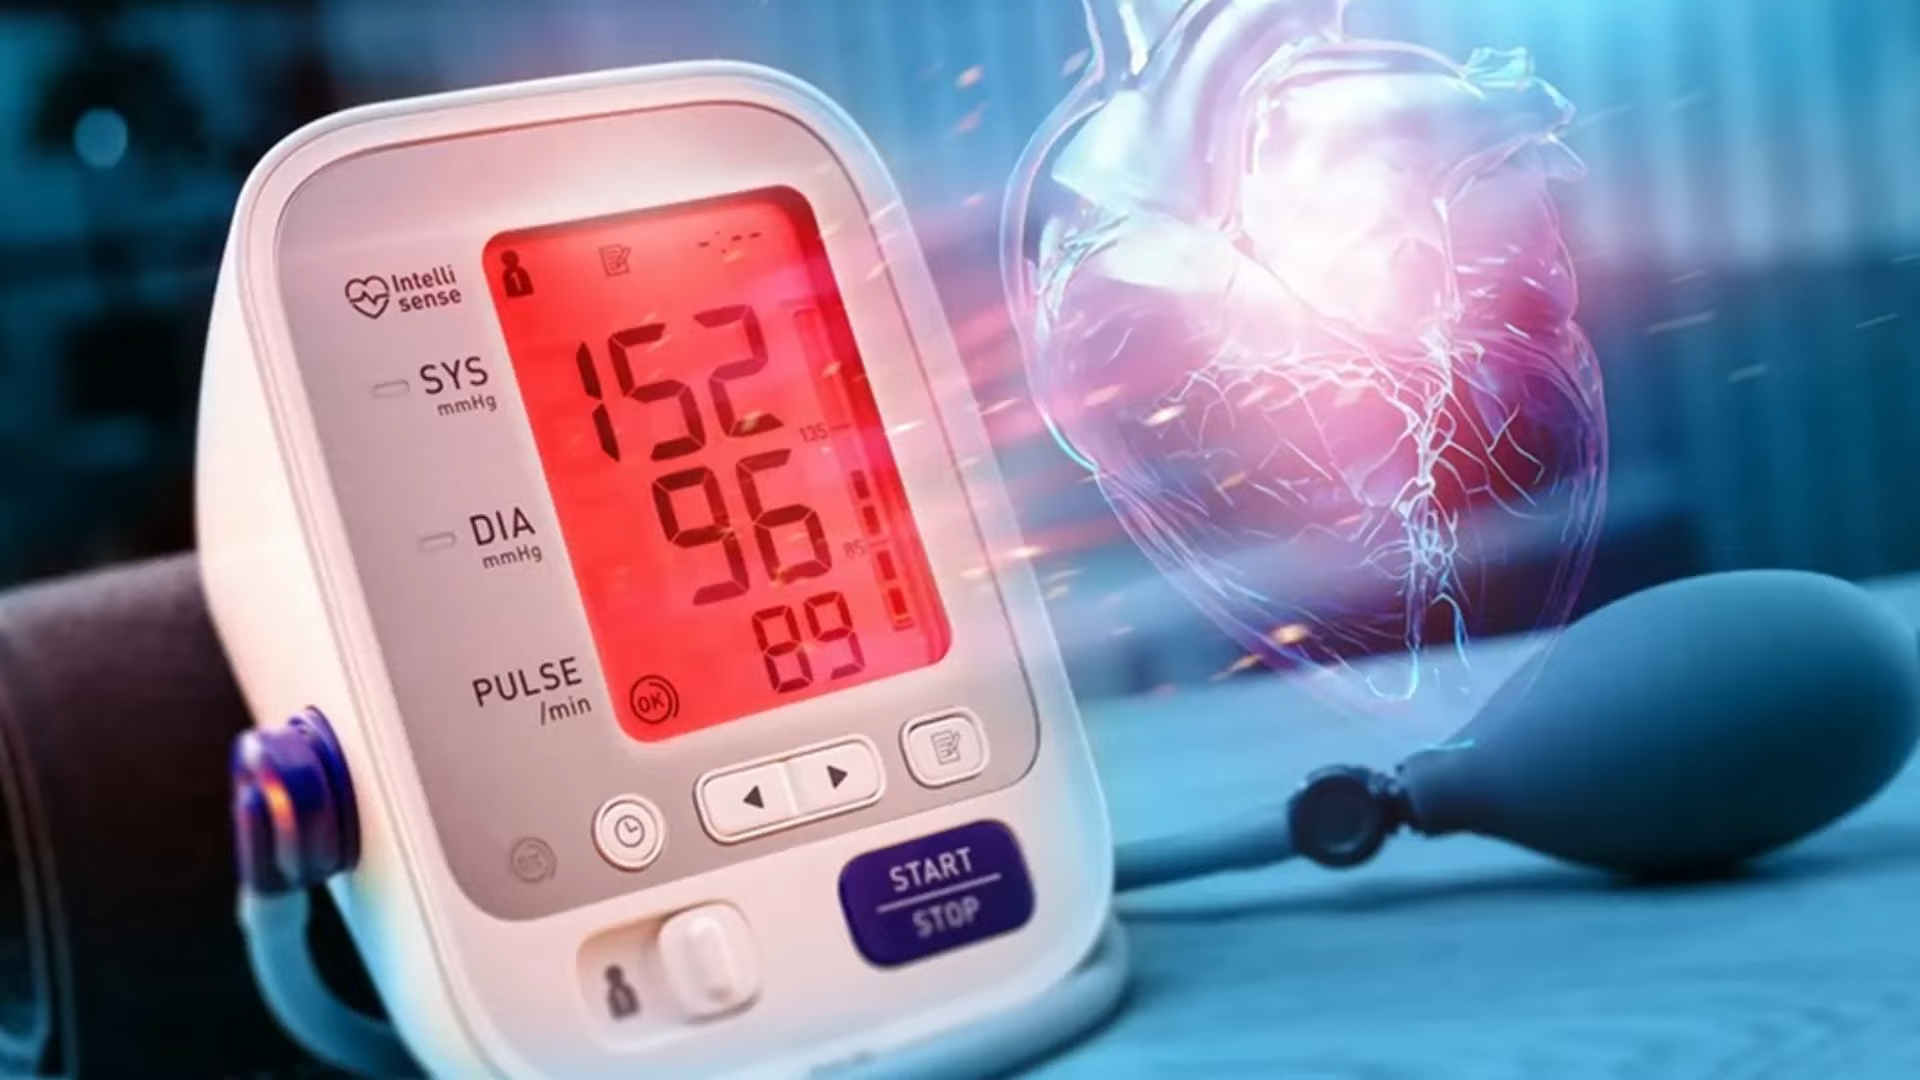 Intelli
sense
152
SYS
mmHg
135
96
DIA
mmHg
85
89
PULSE
/min
OK
START
STOP